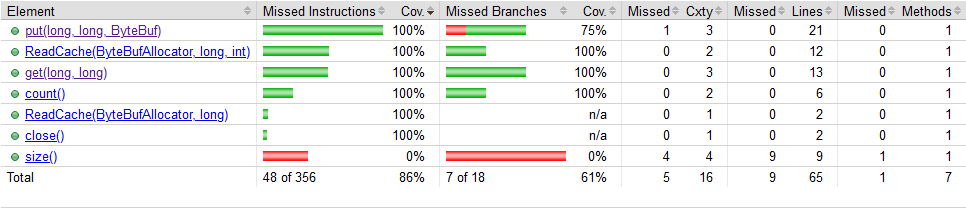 Element Missed Instructions Cov. Missed Branches Cov. Missed Cxty Missed Lines Missed Methods
put(long, long, ByteBuf) 100% 75% 1 3 0 21 0 1
ReadCache(ByteBufAllocator, long, int) 100% 100% 0 2 0 12 0 1
get(long, long) 100% 100% 0 3 0 13 0 1
count() 100% 100% 0 2 0 6 0 1
ReadCache(ByteBufAllocator, long) 100% n/a 0 1 0 2 0 1
close() 100% n/a 0 1 0 2 0 1
size() 0% 0% 4 4 9 9 1 1
Total 48 of 356 86% 7 of 18 61% 5 16 9 65 1 7